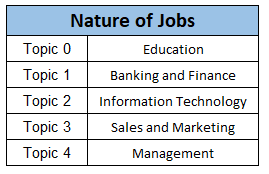 Nature of Jobs
Topic 0 Education
Topic 1 Banking and Finance
Topic 2 Information Technology
Topic 3 Sales and Marketing
Topic 4 Management